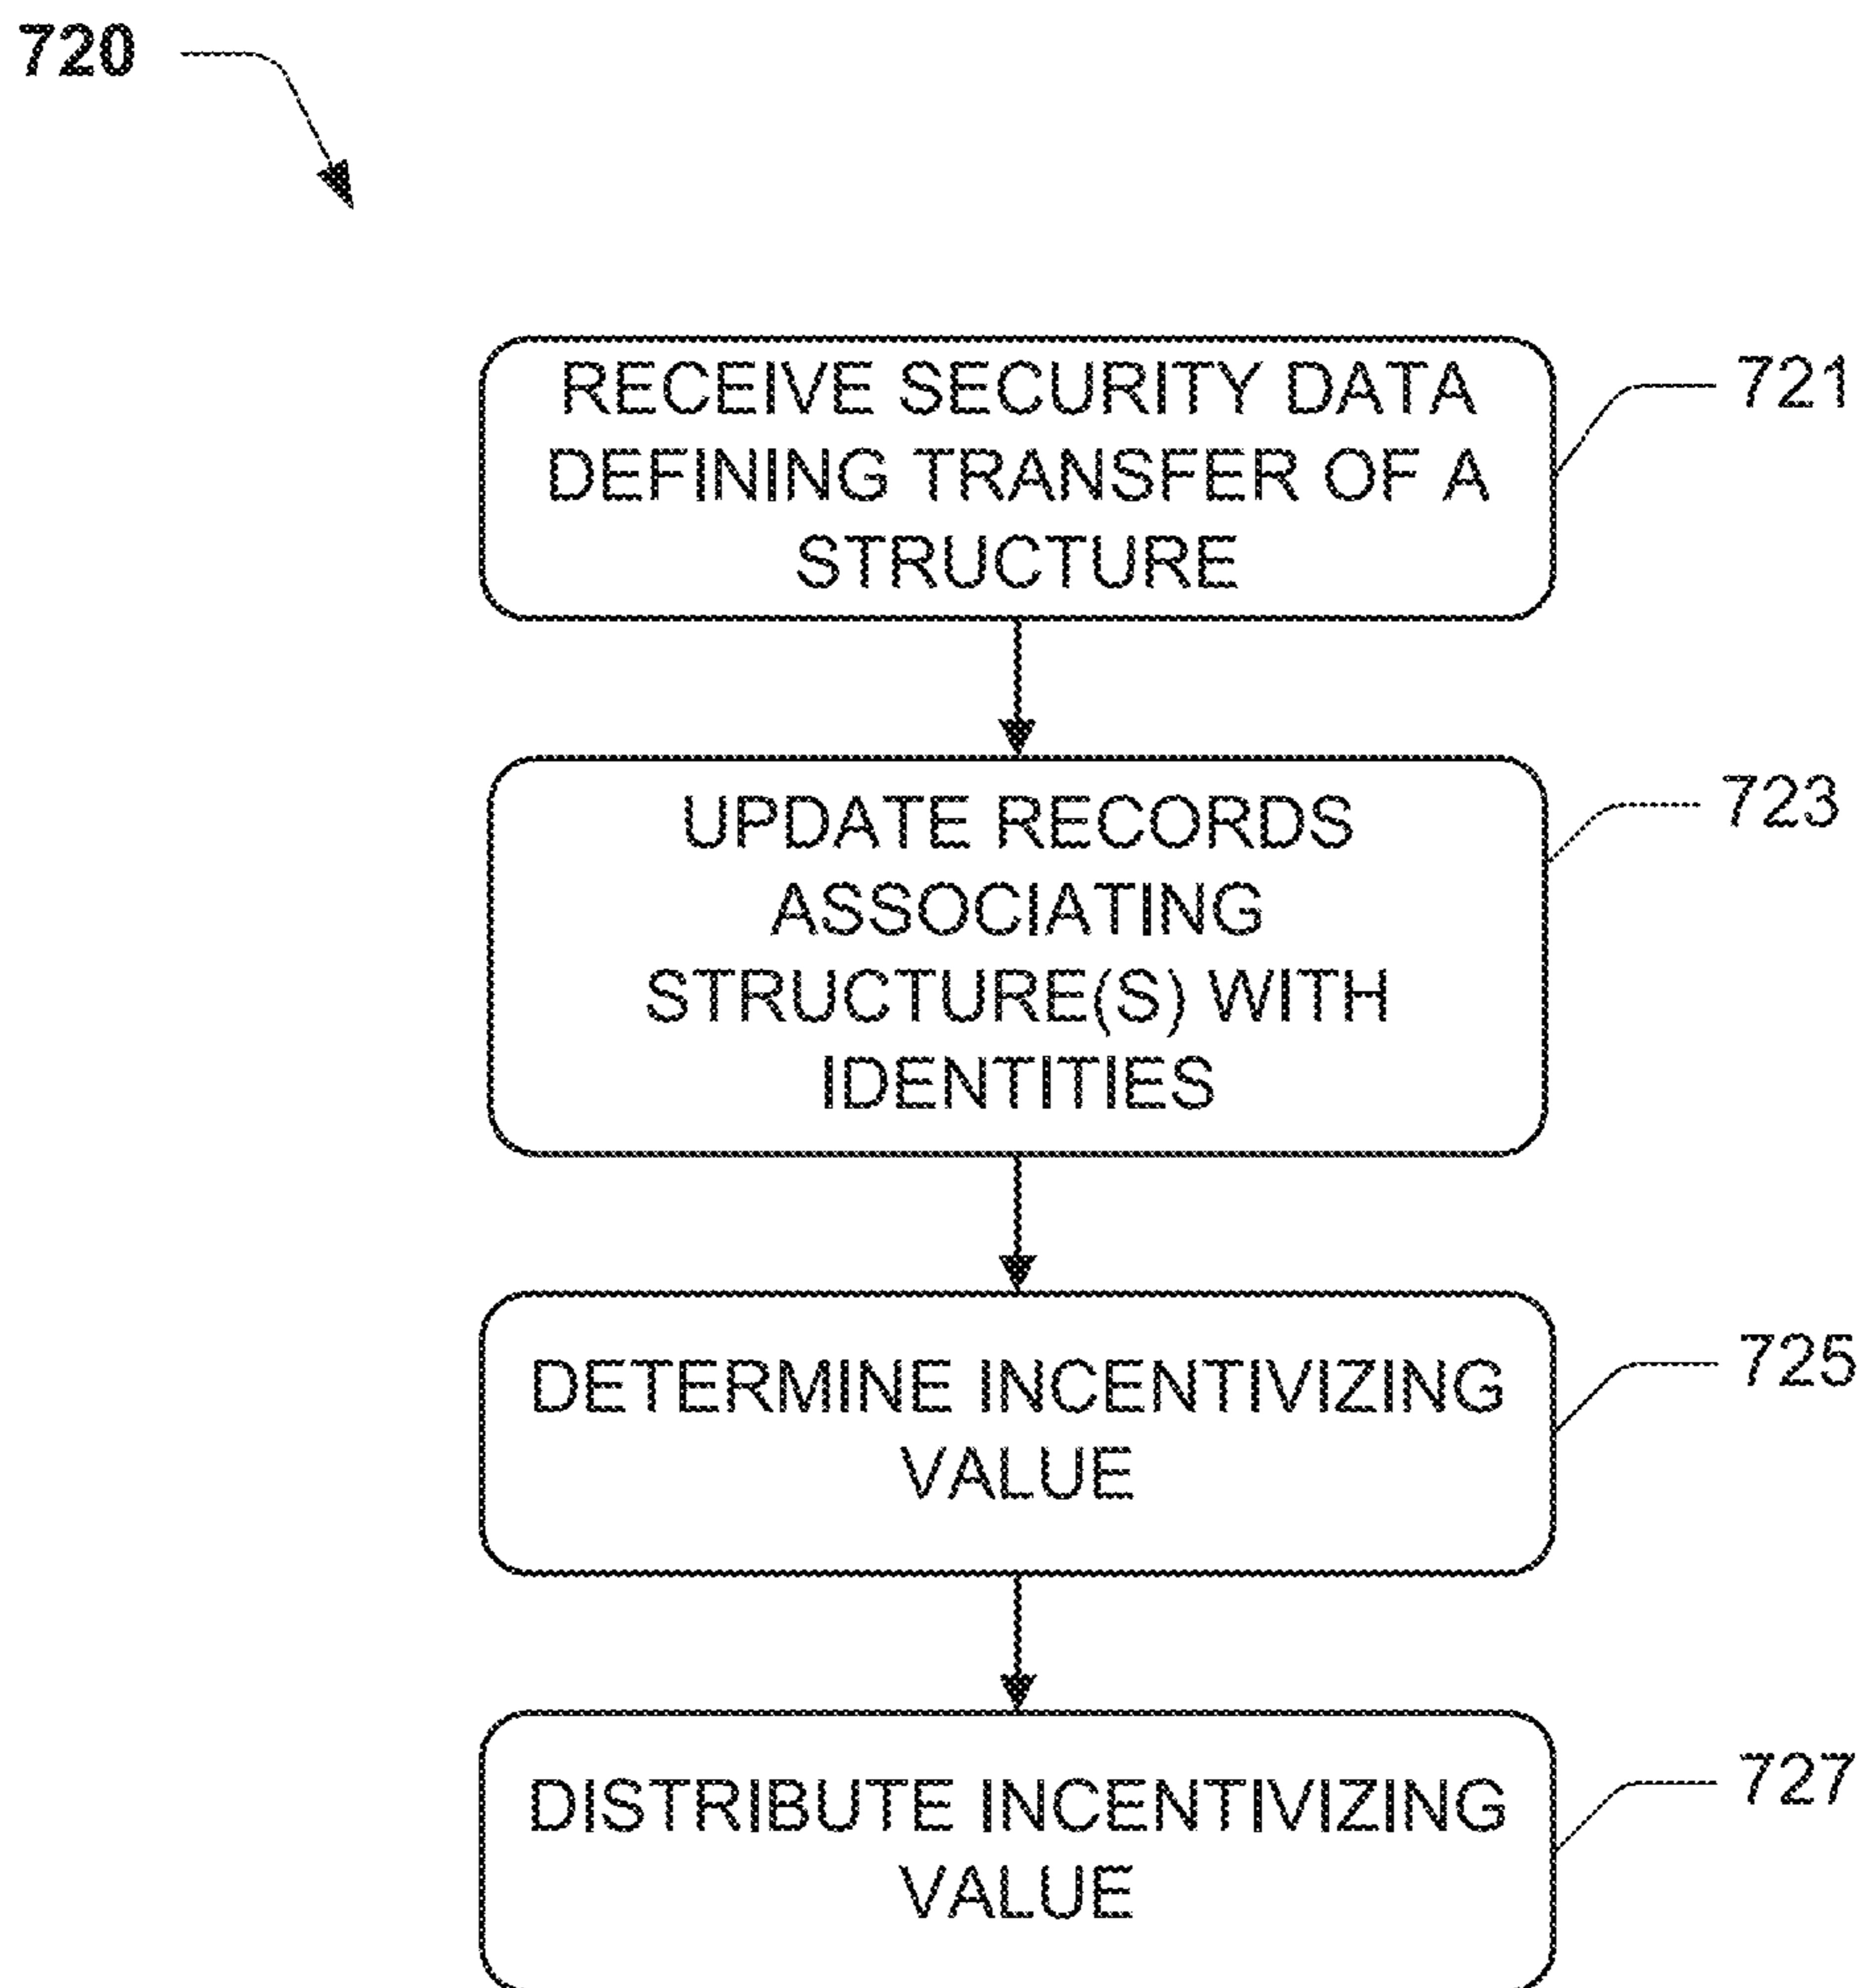 720
RECEIVE SECURITY DATA
DEFINING TRANSFER OF A
STRUCTURE
721
UPDATE RECORDS
ASSOCIATING
STRUCTURE(S) WITH
IDENTITIES
723
DETERMINE INCENTIVIZING
VALUE
725
DISTRIBUTE INCENTIVIZING
VALUE
727